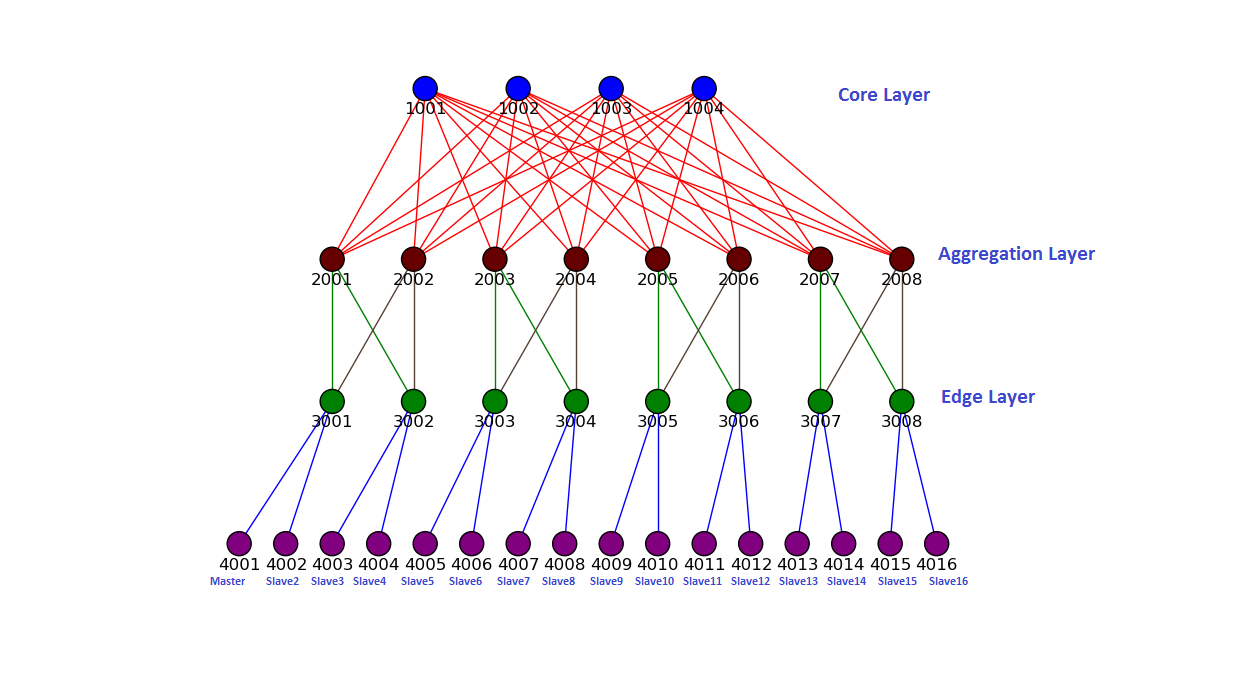 1001 1002 1003 1004 Core Layer
2001 2002 2003 2004 2005 2006 2007 2008 Aggregation Layer
3001 3002 3003 3004 3005 3006 3007 3008 Edge Layer
4001 4002 4003 4004 4005 4006 4007 4008 4009 4010 4011 4012 4013 4014 4015 4016
Master Slave2 Slave3 Slave4 Slave5 Slave6 Slave7 Slave8 Slave9 Slave10 Slave11 Slave12 Slave13 Slave14 Slave15 Slave16